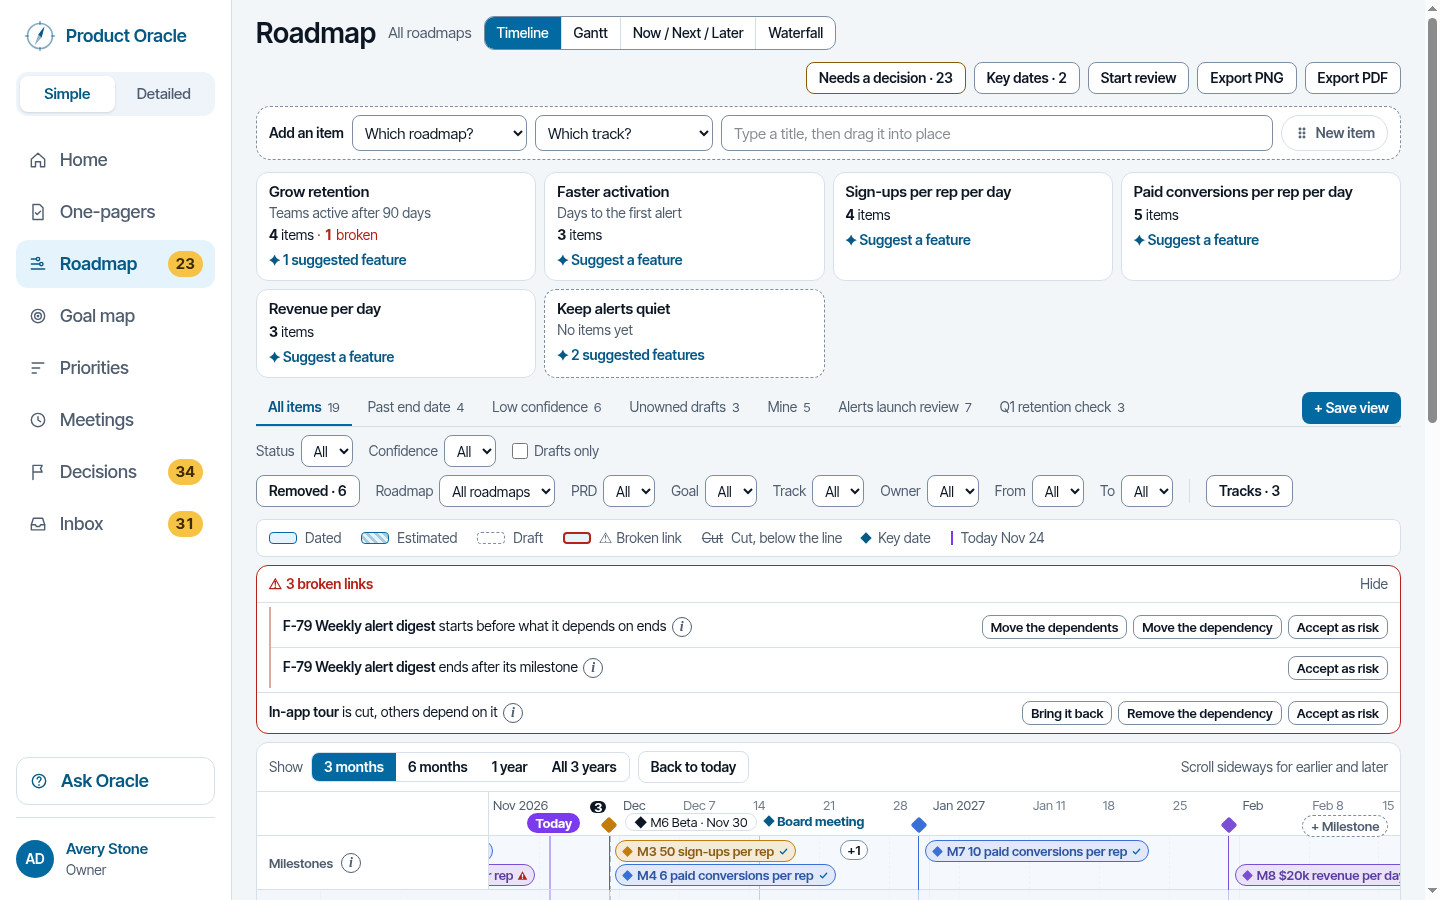 Product Oracle
Simple
Detailed
Home
One-pagers
Roadmap 23
Goal map
Priorities
Meetings
Decisions 34
Inbox 31
Ask Oracle
AD
Avery Stone
Owner
Roadmap All roadmaps Timeline Gantt Now / Next / Later Waterfall
Needs a decision · 23 Key dates · 2 Start review Export PNG Export PDF
Add an item Which roadmap? Which track? Type a title, then drag it into place New item
Grow retention
Teams active after 90 days
4 items · 1 broken
1 suggested feature
Faster activation
Days to the first alert
3 items
Suggest a feature
Sign-ups per rep per day
4 items
Suggest a feature
Paid conversions per rep per day
5 items
Suggest a feature
Revenue per day
3 items
Suggest a feature
Keep alerts quiet
No items yet
2 suggested features
All items 19 Past end date 4 Low confidence 6 Unowned drafts 3 Mine 5 Alerts launch review 7 Q1 retention check 3 + Save view
Status All Confidence All Drafts only
Removed · 6 Roadmap All roadmaps PRD All Goal All Track All Owner All From All To All Tracks · 3
Dated Estimated Draft ⚠ Broken link Cut Cut, below the line Key date Today Nov 24
⚠ 3 broken links Hide
F-79 Weekly alert digest starts before what it depends on ends i Move the dependents Move the dependency Accept as risk
F-79 Weekly alert digest ends after its milestone i Accept as risk
In-app tour is cut, others depend on it i Bring it back Remove the dependency Accept as risk
Show 3 months 6 months 1 year All 3 years Back to today Scroll sideways for earlier and later
Nov 2026 3 Dec Dec 7 14 21 28 Jan 2027 Jan 11 18 25 Feb Feb 8 15
Today M6 Beta · Nov 30 Board meeting + Milestone
Milestones i
M3 50 sign-ups per rep ✓ +1 M7 10 paid conversions per rep ✓
rep M4 6 paid conversions per rep ✓ M8 $20k revenue per day